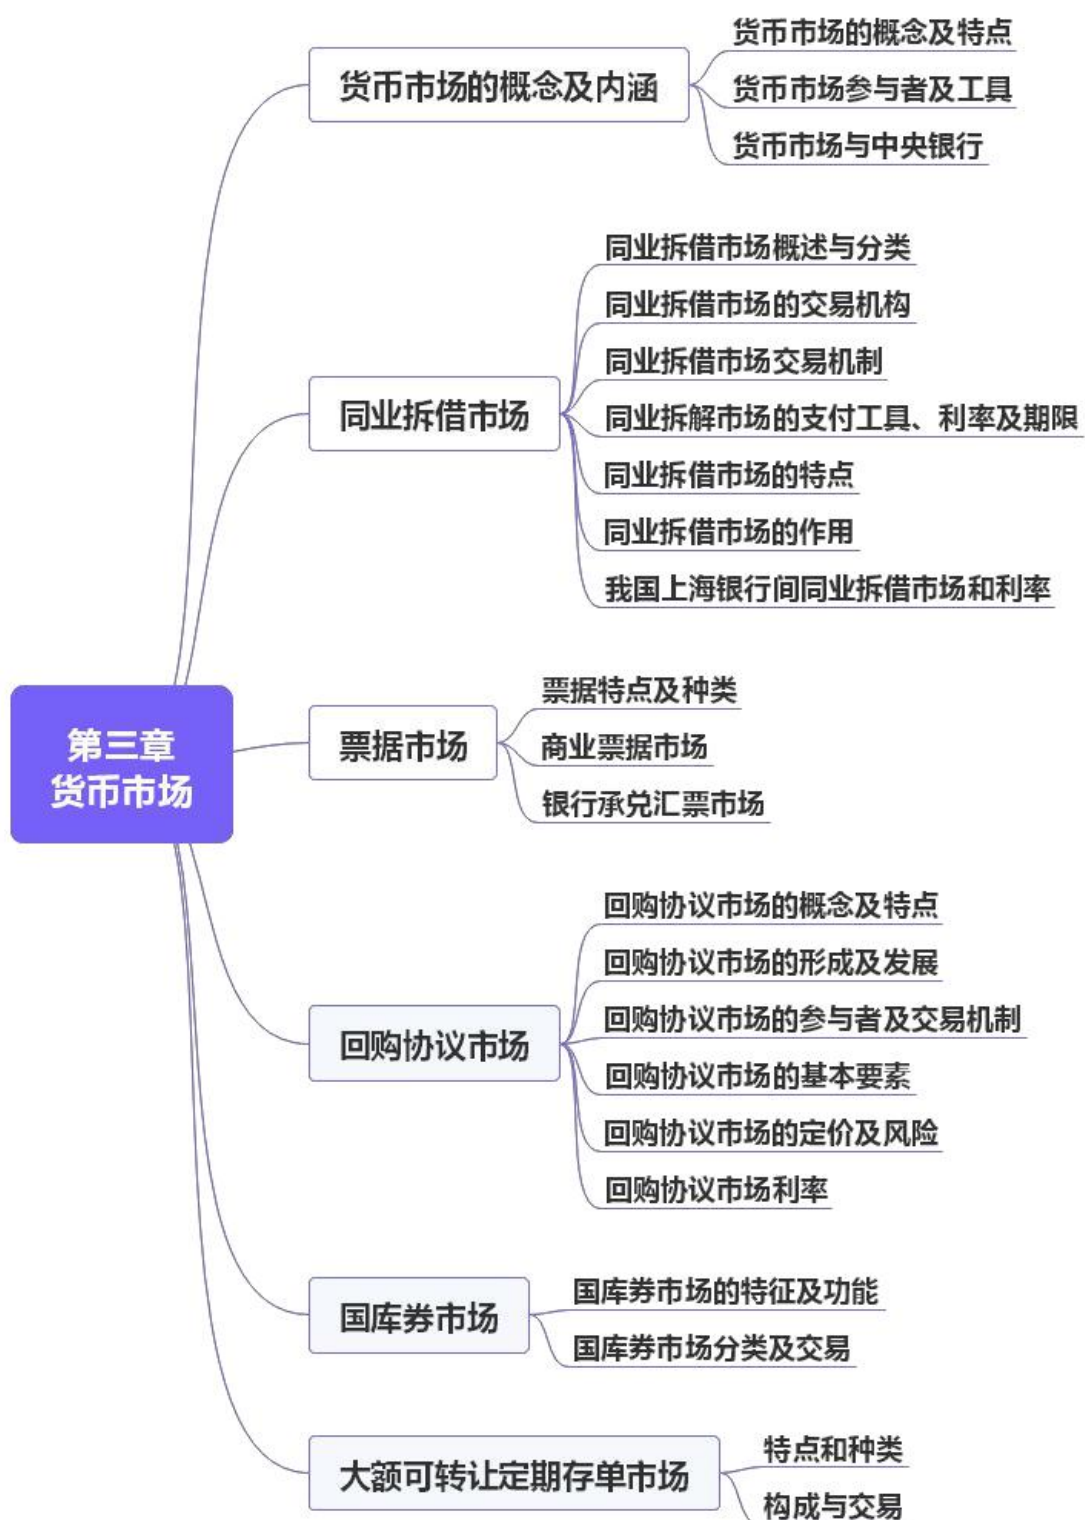 第三章
货币市场
货币市场的概念及内涵
货币市场的概念及特点
货币市场参与者及工具
货币市场与中央银行
同业拆借市场
同业拆借市场概述与分类
同业拆借市场的交易机构
同业拆借市场交易机制
同业拆解市场的支付工具、利率及期限
同业拆借市场的特点
同业拆借市场的作用
我国上海银行间同业拆借市场和利率
票据市场
票据特点及种类
商业票据市场
银行承兑汇票市场
回购协议市场
回购协议市场的概念及特点
回购协议市场的形成及发展
回购协议市场的参与者及交易机制
回购协议市场的基本要素
回购协议市场的定价及风险
回购协议市场利率
国库券市场
国库券市场的特征及功能
国库券市场分类及交易
大额可转让定期存单市场
特点和种类
构成与交易